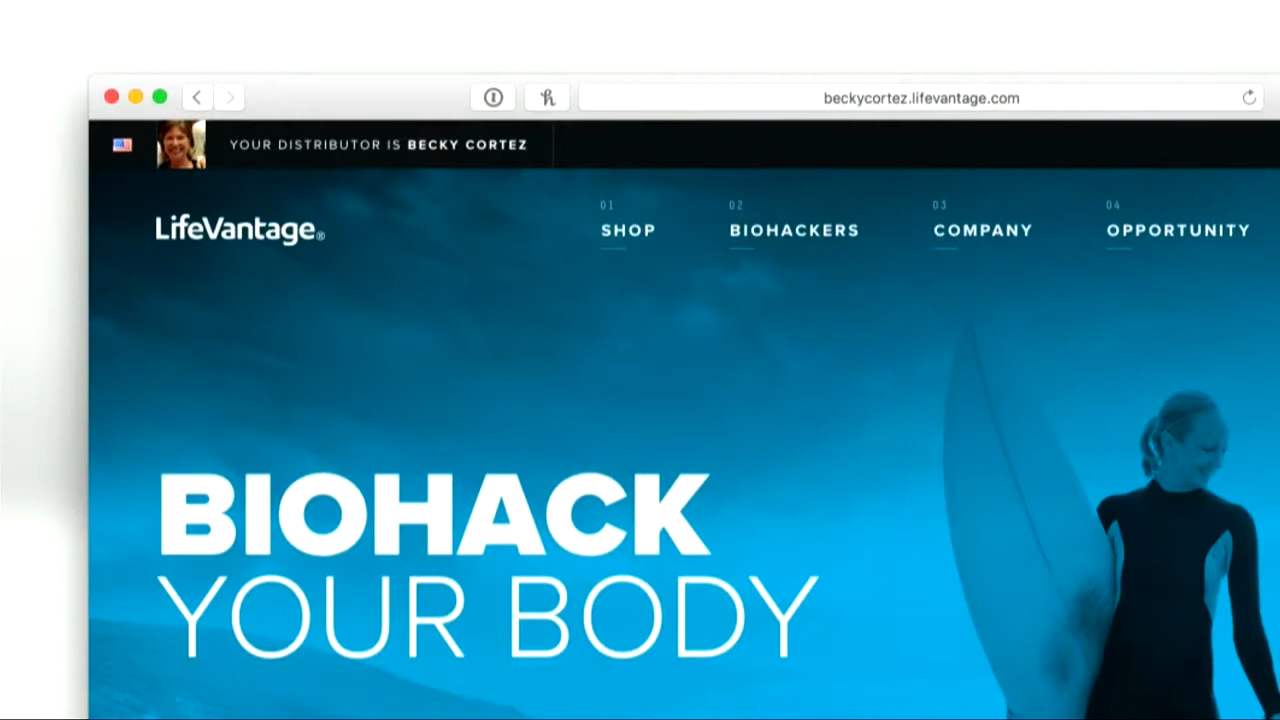 beckycortez.lifevantage.com
YOUR DISTRIBUTOR IS BECKY CORTEZ
LifeVantage®
01 02 03 04
SHOP BIOHACKERS COMPANY OPPORTUNITY
BIOHACK
YOUR BODY